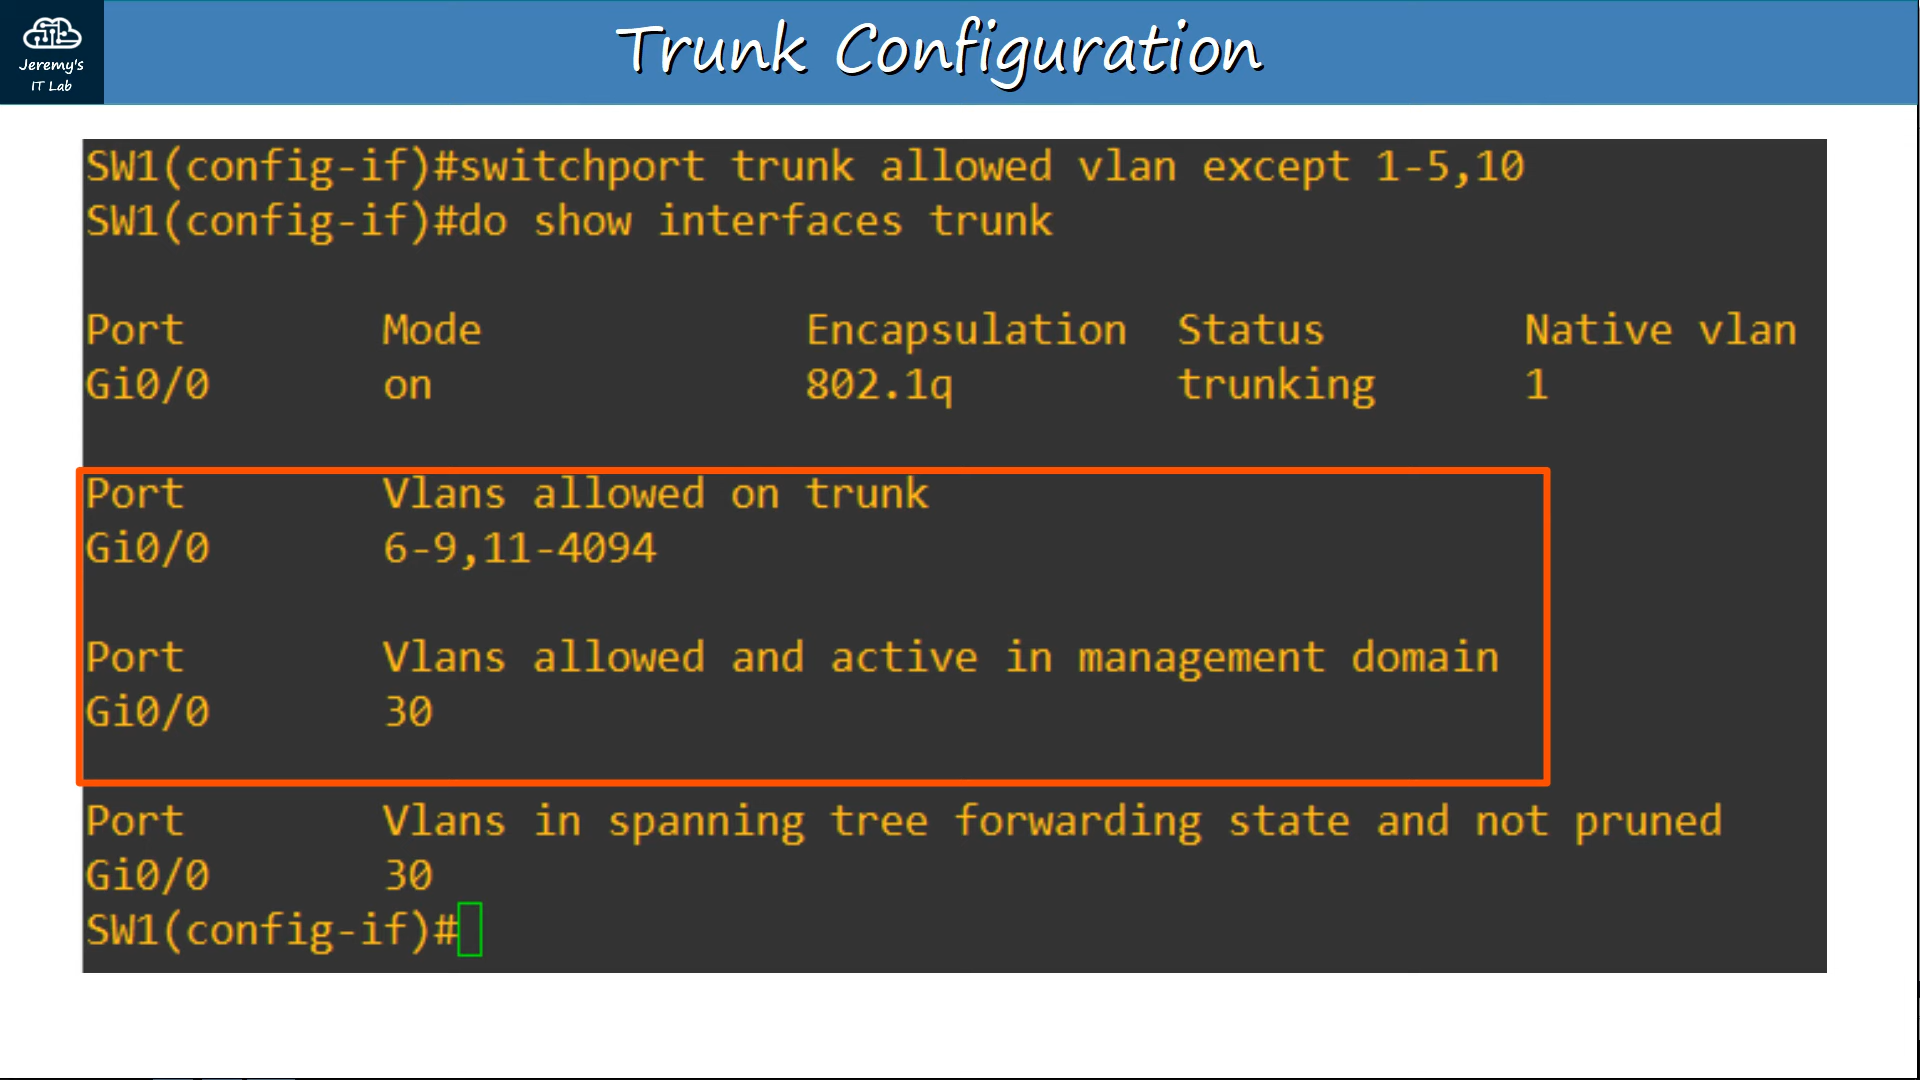 Jeremy's
IT Lab
Trunk Configuration
SW1(config-if)#switchport trunk allowed vlan except 1-5,10
SW1(config-if)#do show interfaces trunk
Port Mode Encapsulation Status Native vlan
Gi0/0 on 802.1q trunking 1
Port Vlans allowed on trunk
Gi0/0 6-9,11-4094
Port Vlans allowed and active in management domain
Gi0/0 30
Port Vlans in spanning tree forwarding state and not pruned
Gi0/0 30
SW1(config-if)#